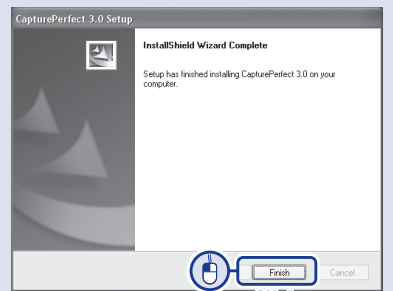 CapturePerfect 3.0 Setup
InstallShield Wizard Complete
Setup has finished installing CapturePerfect 3.0 on your
computer.
Finish
Cancel